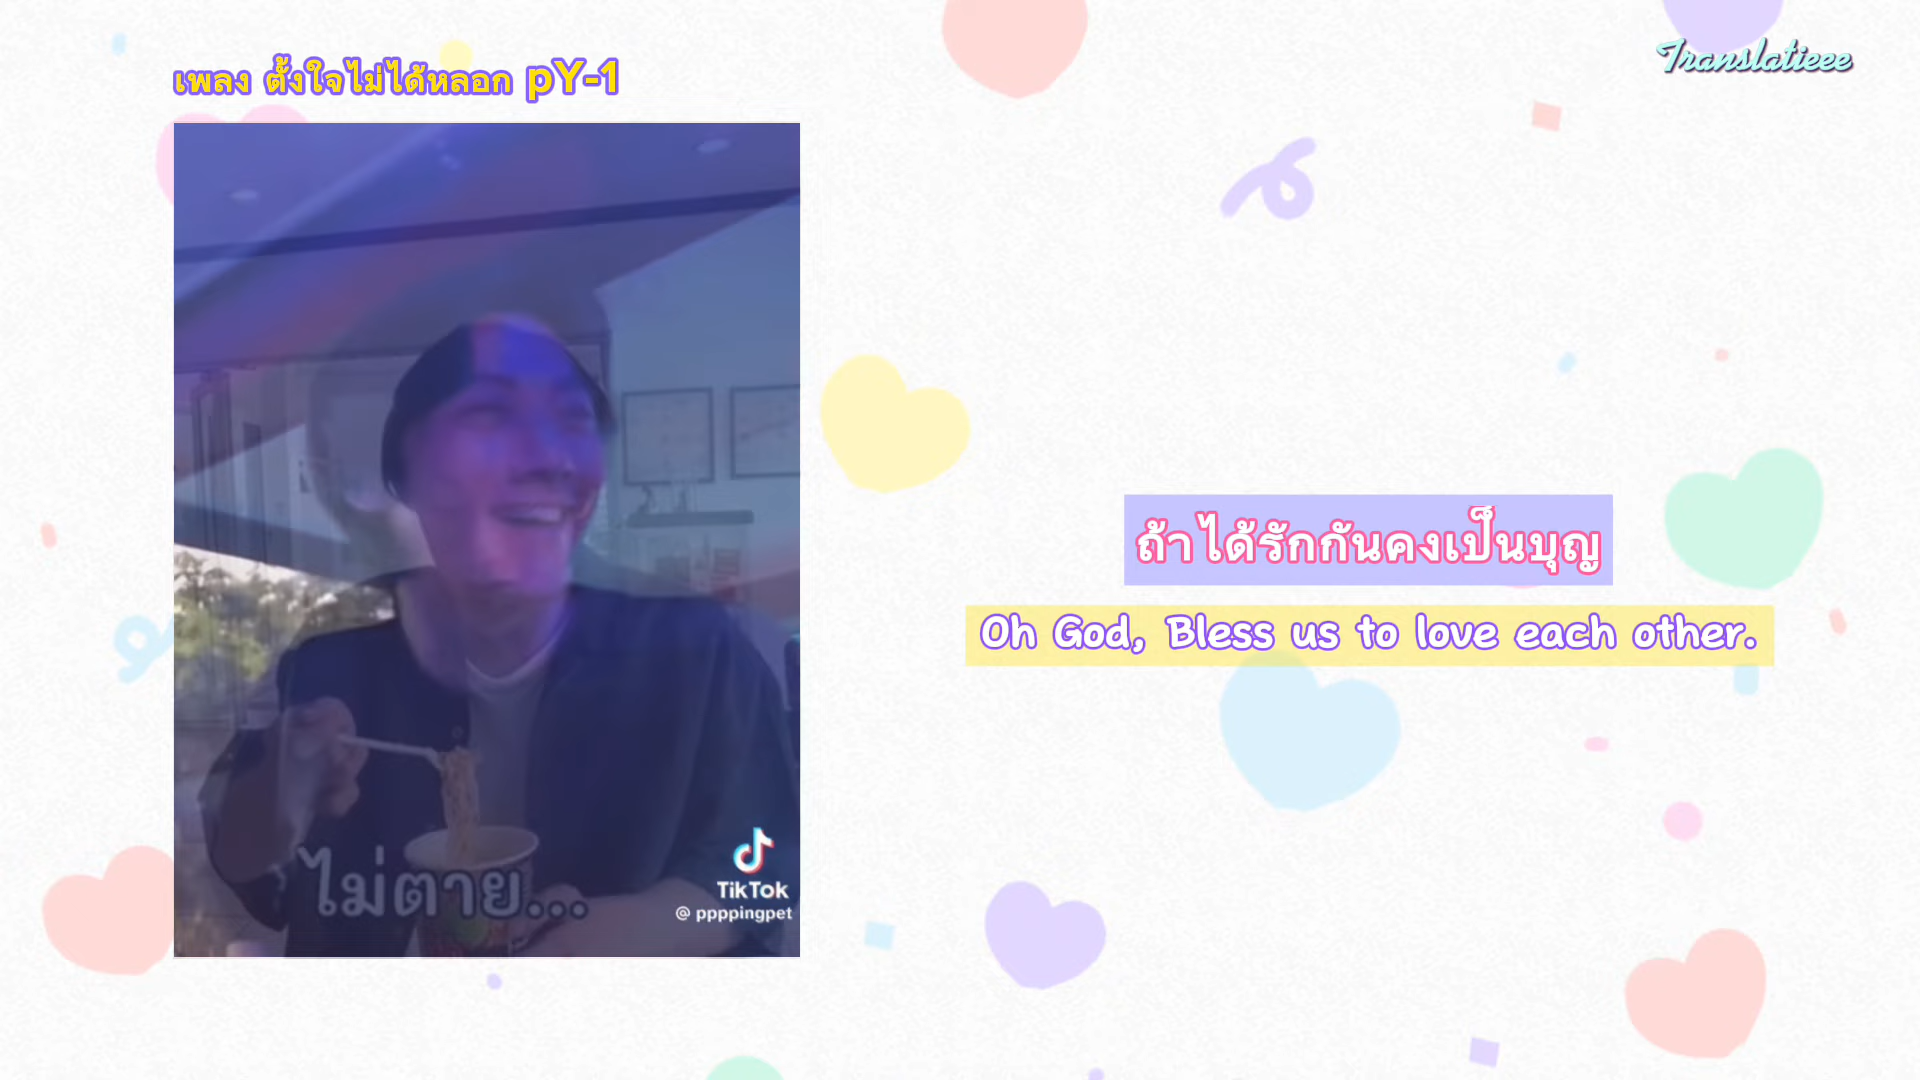 เพลง ตั้งใจไม่ได้หลอก pY-1
Translatieee
ถ้าได้รักกันคงเป็นบุญ
Oh God, Bless us to love each other.
ไม่ตาย...
TikTok
@ ppppingpet